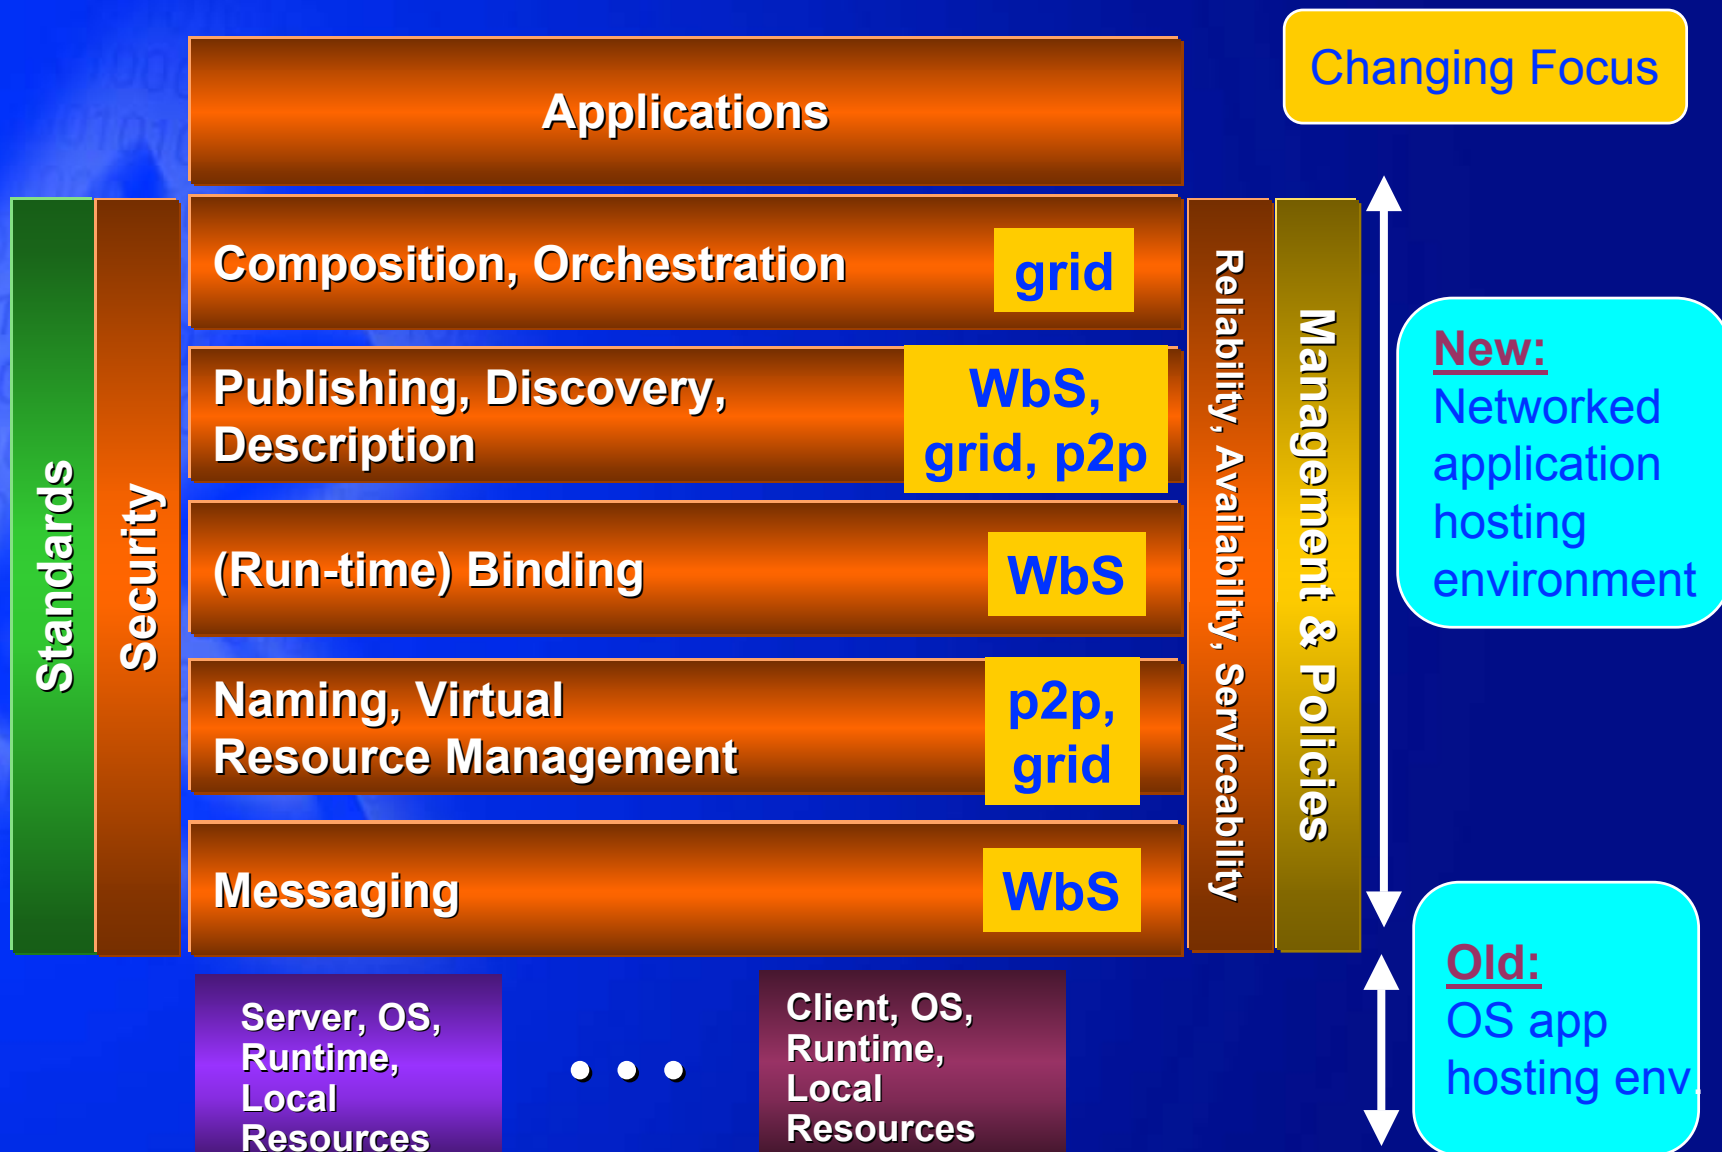 Changing Focus
Applications
Standards
Security
Composition, Orchestration
grid
Publishing, Discovery,
Description
WbS,
grid, p2p
(Run-time) Binding
WbS
Naming, Virtual
Resource Management
p2p,
grid
Messaging
WbS
Reliability, Availability, Serviceability
Management & Policies
New:
Networked
application
hosting
environment
Server, OS,
Runtime,
Local
Resources
• • •
Client, OS,
Runtime,
Local
Resources
Old:
OS app
hosting env.